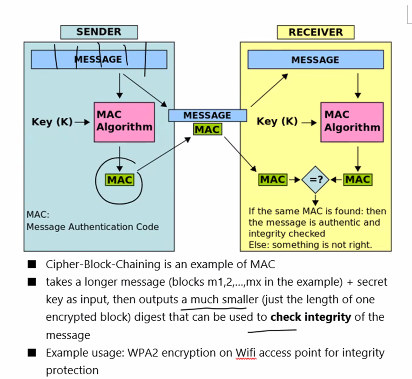 SENDER
RECEIVER
MESSAGE
MESSAGE
Key (K)
MAC
Algorithm
MESSAGE
MAC
Key (K)
MAC
Algorithm
MAC
MAC
=?
MAC
MAC:
Message Authentication Code
If the same MAC is found: then
the message is authentic and
integrity checked
Else: something is not right.
Cipher-Block-Chaining is an example of MAC
takes a longer message (blocks m1,2,...,mx in the example) + secret
key as input, then outputs a much smaller (just the length of one
encrypted block) digest that can be used to check integrity of the
message
Example usage: WPA2 encryption on Wifi access point for integrity
protection